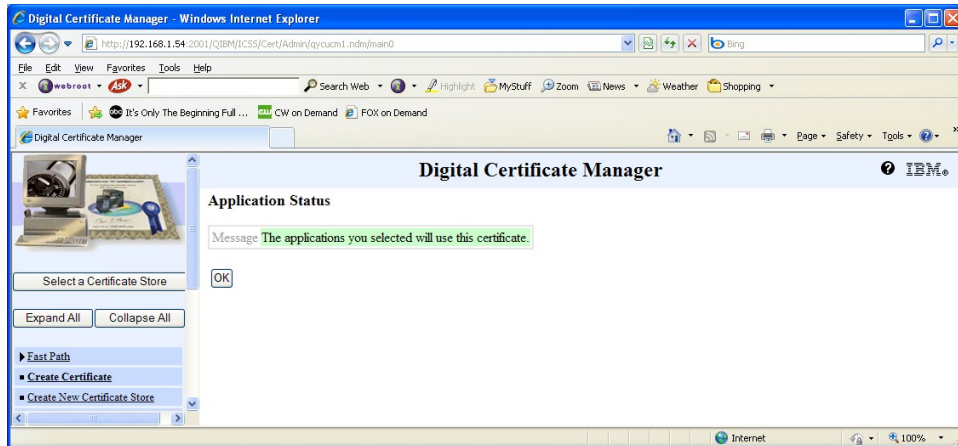 Digital Certificate Manager - Windows Internet Explorer
http://192.168.1.54:2001/QIBM/ICSS/Cert/Admin/qycucm1.ndm/main0
Bing
File Edit View Favorites Tools Help
X webroot Ask Search Web Highlight MyStuff Zoom News Weather Shopping
Favorites abc It's Only The Beginning Full ... CW CW on Demand FOX on Demand
Digital Certificate Manager Page Safety Tools »
Digital Certificate Manager IBM®
Application Status
Message The applications you selected will use this certificate.
OK
Select a Certificate Store
Expand All Collapse All
Fast Path
Create Certificate
Create New Certificate Store
Internet 100%